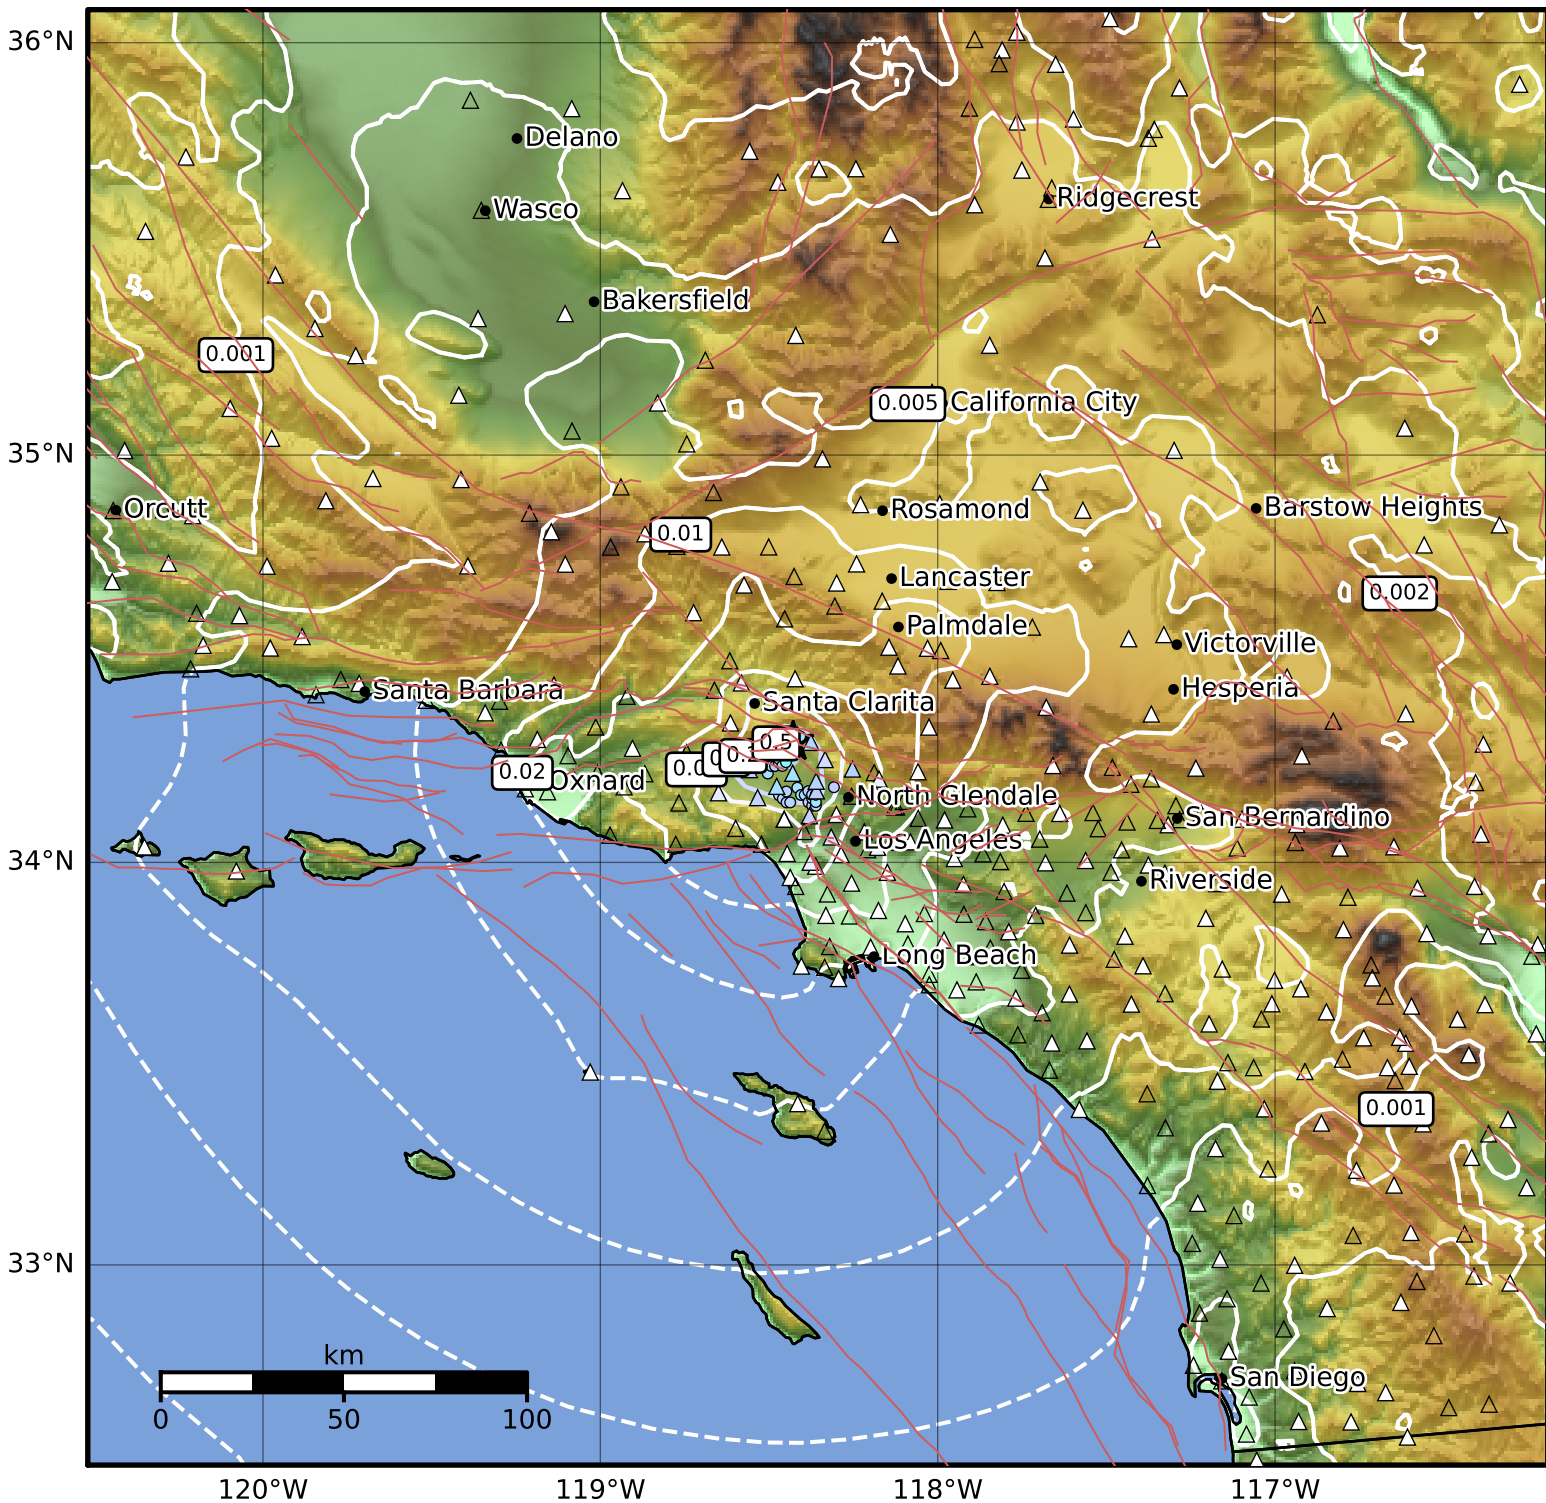 36°N
Delano
Ridgecrest
Wasco
Bakersfield
0.001
0.005
California City
35°N
Orcutt
Rosamond
Barstow Heights
0.01
Lancaster
0.002
Palmdale
Victorville
Santa Barbara
Hesperia
Santa Clarita
0.5
0.02
Oxnard
North Glendale
San Bernardino
Los Angeles
34°N
Riverside
Long Beach
0.001
33°N
km
San Diego
0
50
100
120°W
119°W
118°W
117°W